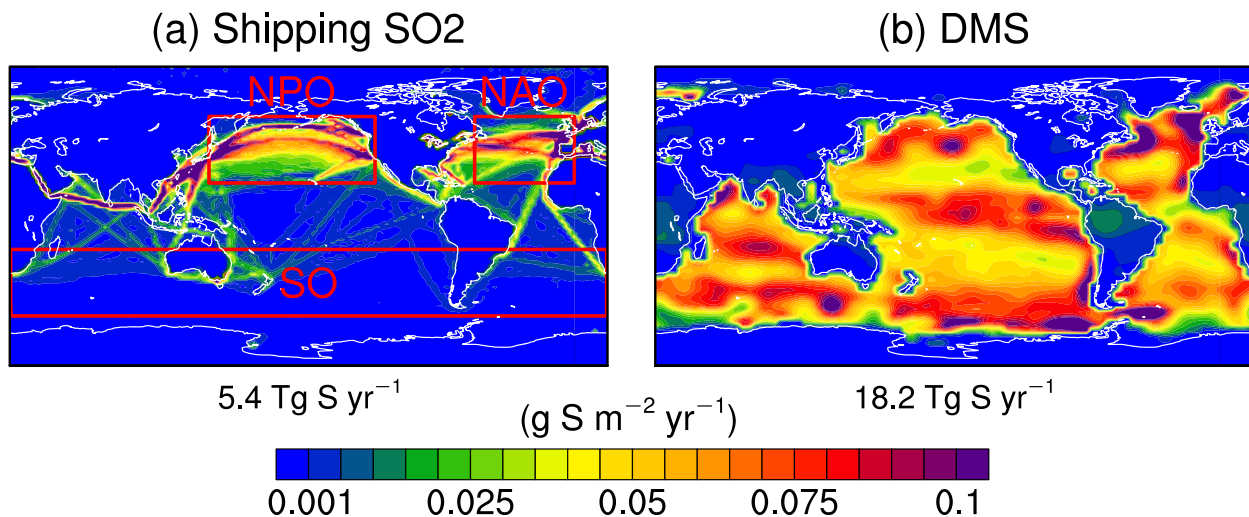 (a) Shipping SO2
(b) DMS
NPO
NAO
SO
5.4 Tg S yr⁻¹
18.2 Tg S yr⁻¹
(g S m⁻² yr⁻¹)
0.001 0.025 0.05 0.075 0.1